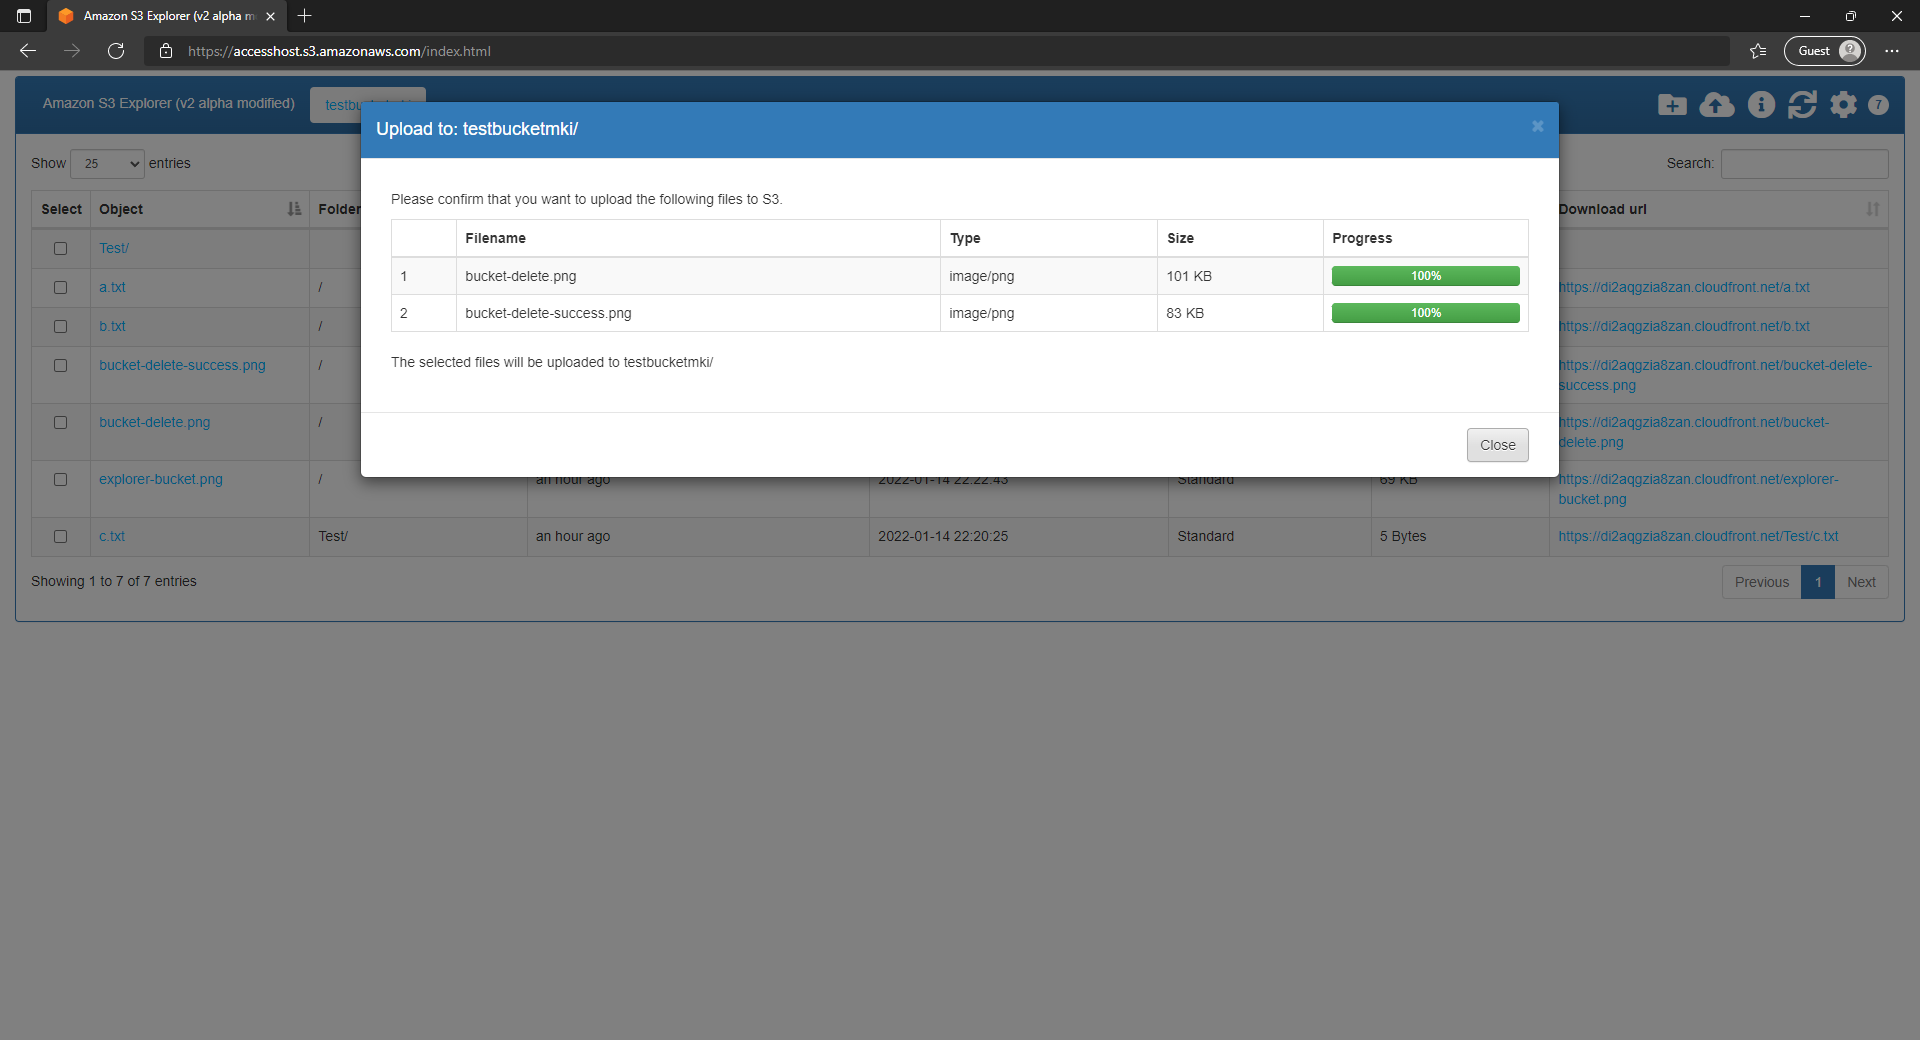 Amazon S3 Explorer (v2 alpha m
https://accesshost.s3.amazonaws.com/index.html
Guest
Amazon S3 Explorer (v2 alpha modified)
7
Upload to: testbucketmki/
Show 25 entries
Search:
Please confirm that you want to upload the following files to S3.
Filename Type Size Progress
1 bucket-delete.png image/png 101 KB 100%
2 bucket-delete-success.png image/png 83 KB 100%
The selected files will be uploaded to testbucketmki/
Close
Select Object Folder Download url
Test/
a.txt / https://di2aqgzia8zan.cloudfront.net/a.txt
b.txt / https://di2aqgzia8zan.cloudfront.net/b.txt
bucket-delete-success.png / https://di2aqgzia8zan.cloudfront.net/bucket-delete-
success.png
bucket-delete.png / https://di2aqgzia8zan.cloudfront.net/bucket-
delete.png
explorer-bucket.png / an hour ago 2022-01-14 22:22:43 Standard 69 KB https://di2aqgzia8zan.cloudfront.net/explorer-
bucket.png
c.txt Test/ an hour ago 2022-01-14 22:20:25 Standard 5 Bytes https://di2aqgzia8zan.cloudfront.net/Test/c.txt
Showing 1 to 7 of 7 entries
Previous 1 Next